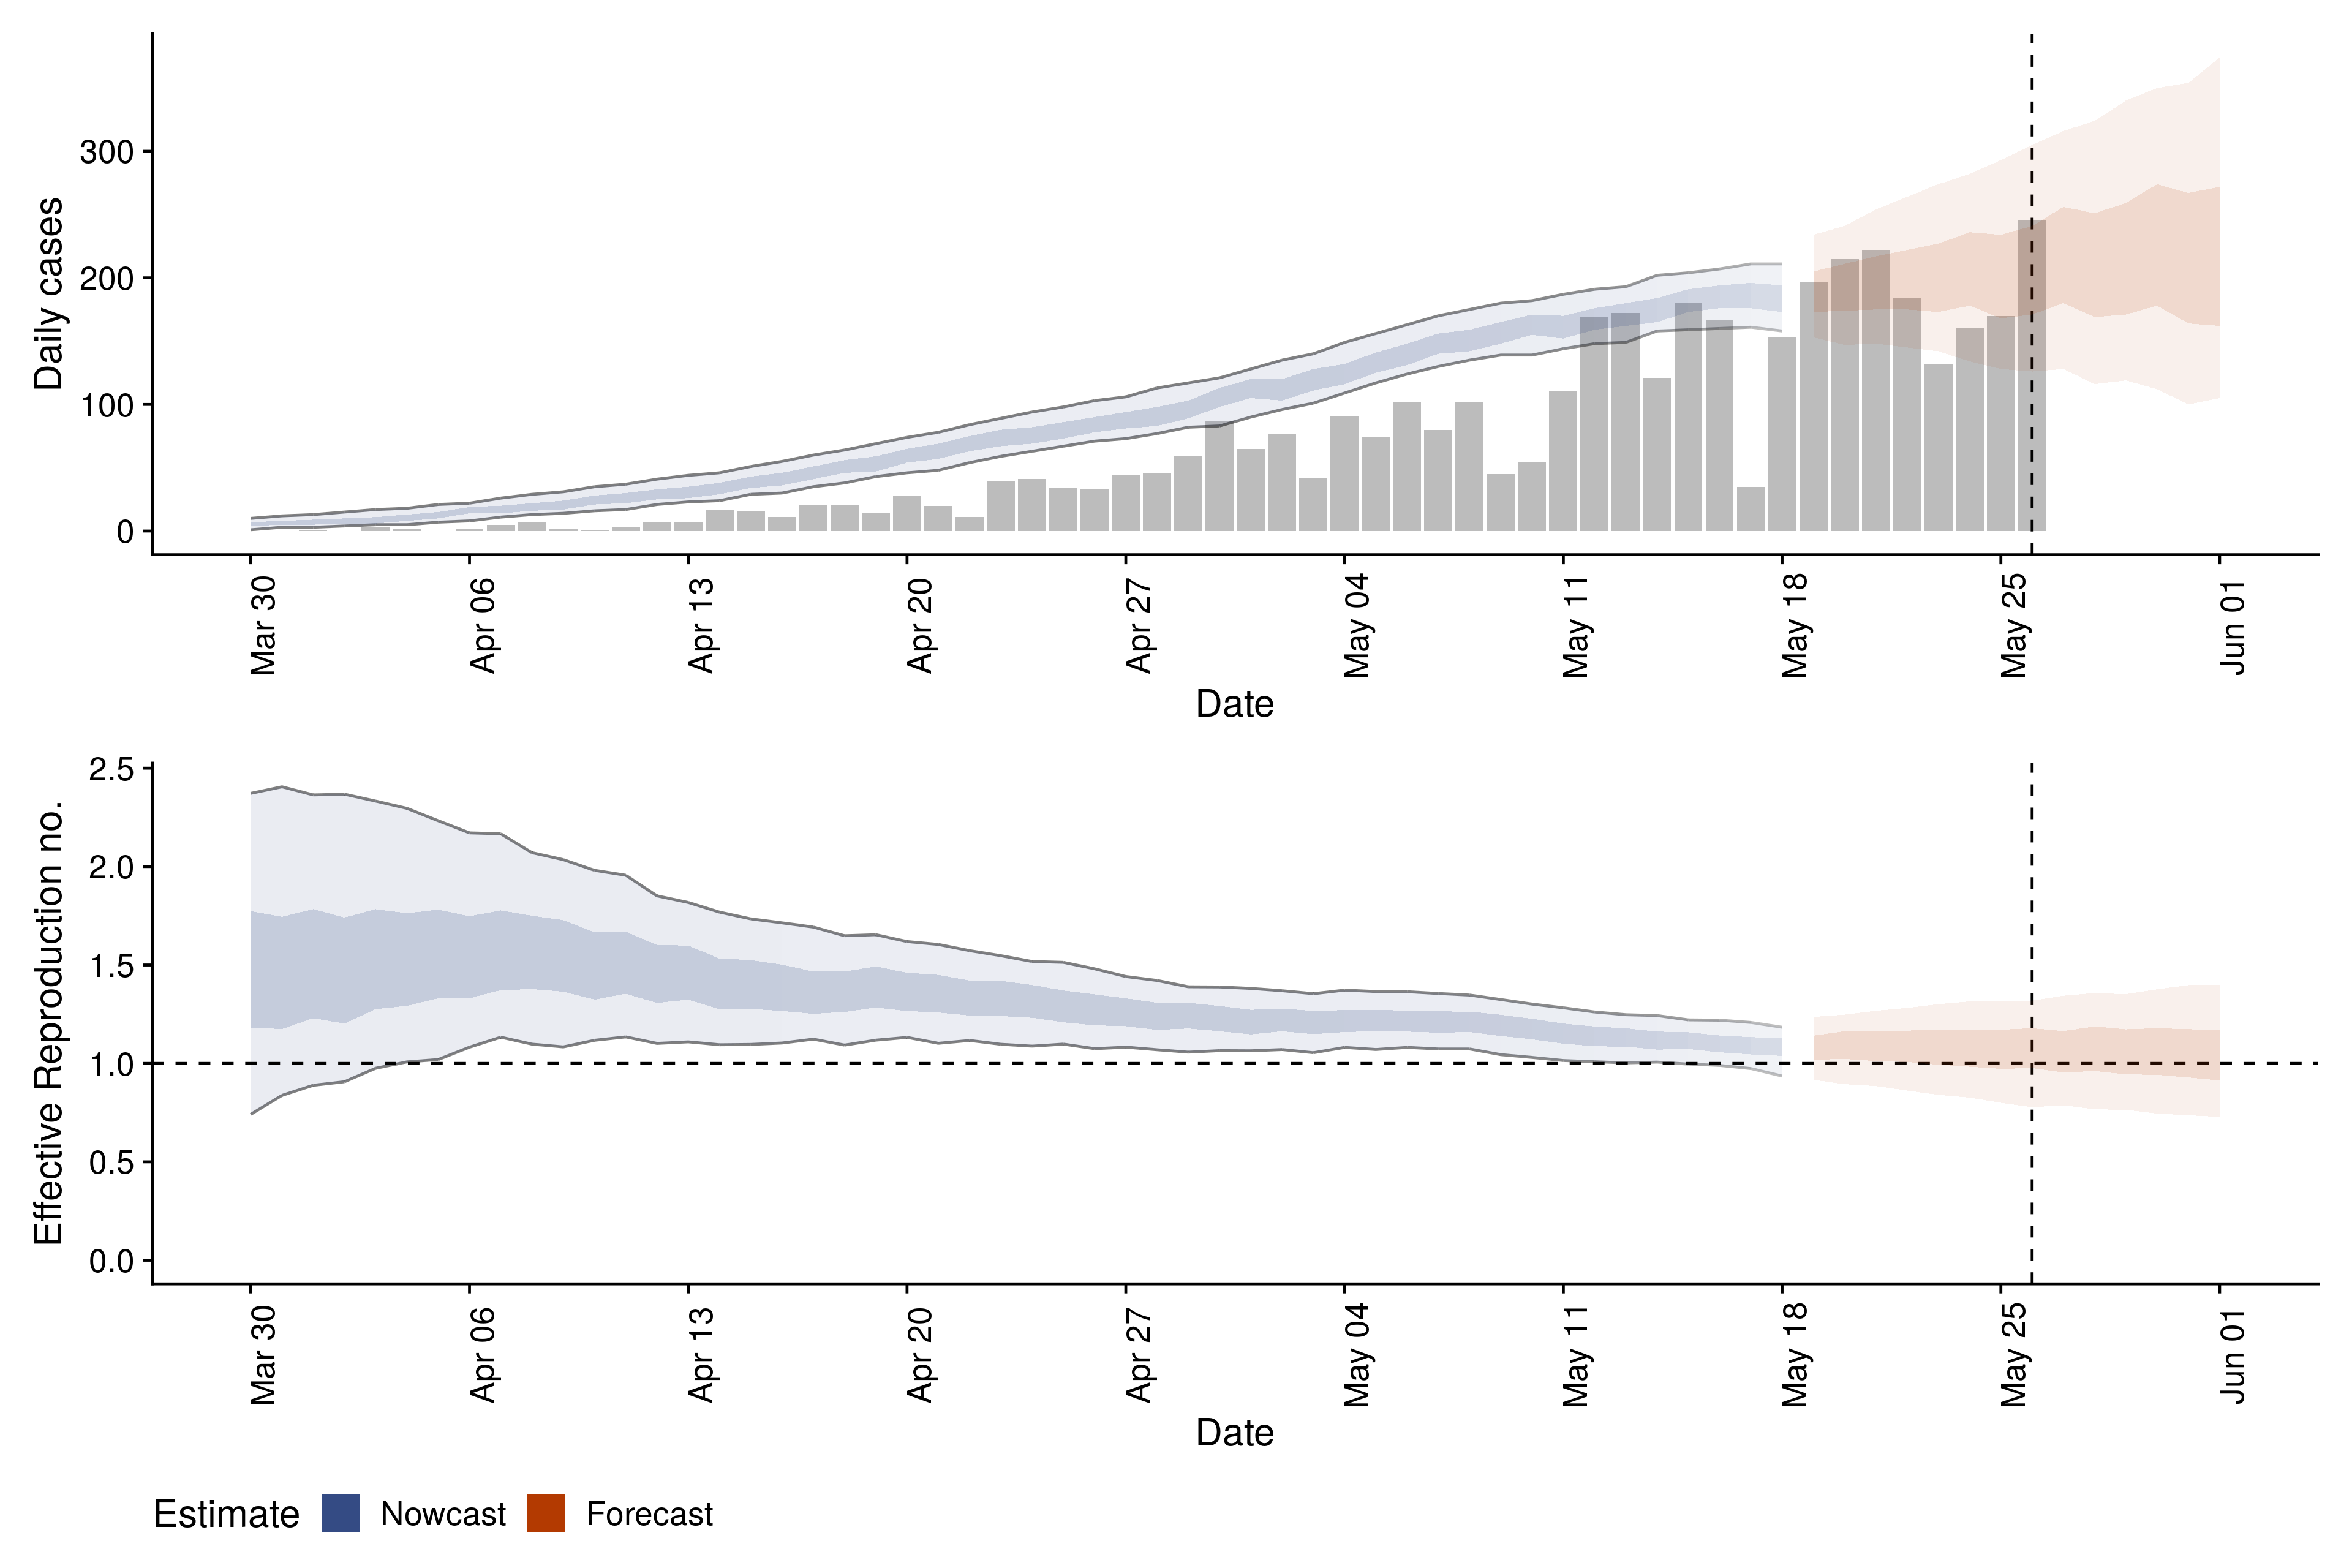 Daily cases
300
200
100
0
Mar 30
Apr 06
Apr 13
Apr 20
Apr 27
May 04
May 11
May 18
May 25
Jun 01
Date
Effective Reproduction no.
2.5
2.0
1.5
1.0
0.5
0.0
Mar 30
Apr 06
Apr 13
Apr 20
Apr 27
May 04
May 11
May 18
May 25
Jun 01
Date
Estimate Nowcast Forecast